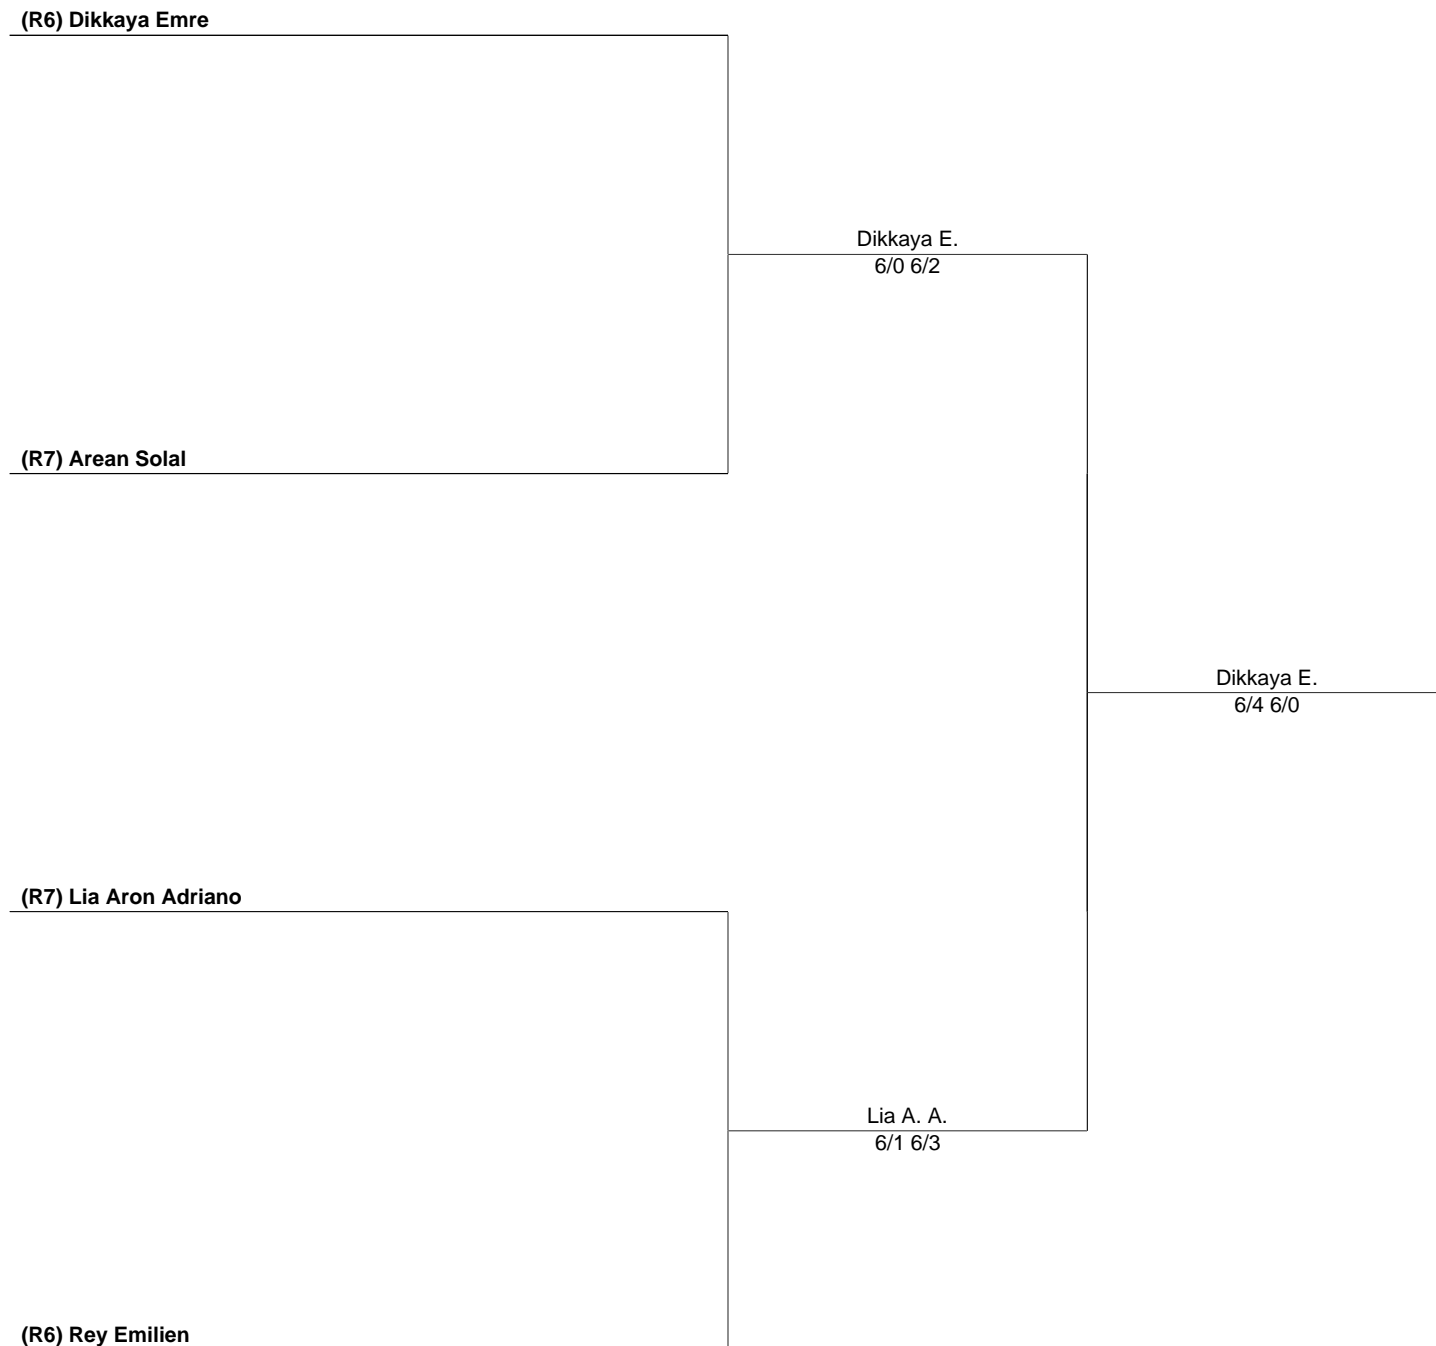 (R6) Dikkaya Emre
Dikkaya E.
6/0 6/2
(R7) Arean Solal
Dikkaya E.
6/4 6/0
(R7) Lia Aron Adriano
Lia A. A.
6/1 6/3
(R6) Rey Emilien